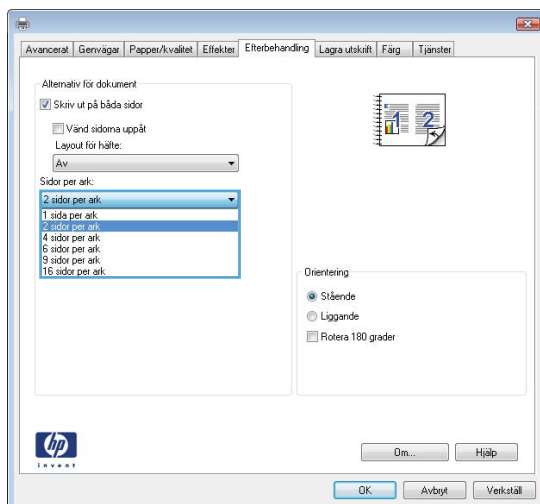 Avancerat Genvägar Papper/kvalitet Effekter Efterbehandling Lagra utskrift Färg Tjänster
Alternativ för dokument
Skriv ut på båda sidor
Vänd sidorna uppåt
Layout för häfte:
Av
Sidor per ark:
2 sidor per ark
1 sida per ark
2 sidor per ark
4 sidor per ark
6 sidor per ark
9 sidor per ark
16 sidor per ark
1 2
Orientering
Stående
Liggande
Rotera 180 grader
hp
invent
Om... Hjälp
OK Avbryt Verkställ